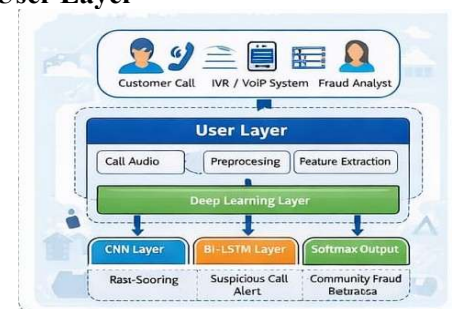 User Layer
Customer Call IVR / VoiP System Fraud Analyst
User Layer
Call Audio Preprocesing Feature Extraction
Deep Learning Layer
CNN Layer Bi-LSTM Layer Softmax Output
Rast-Sooring Suspicious Call Community Fraud
Alert